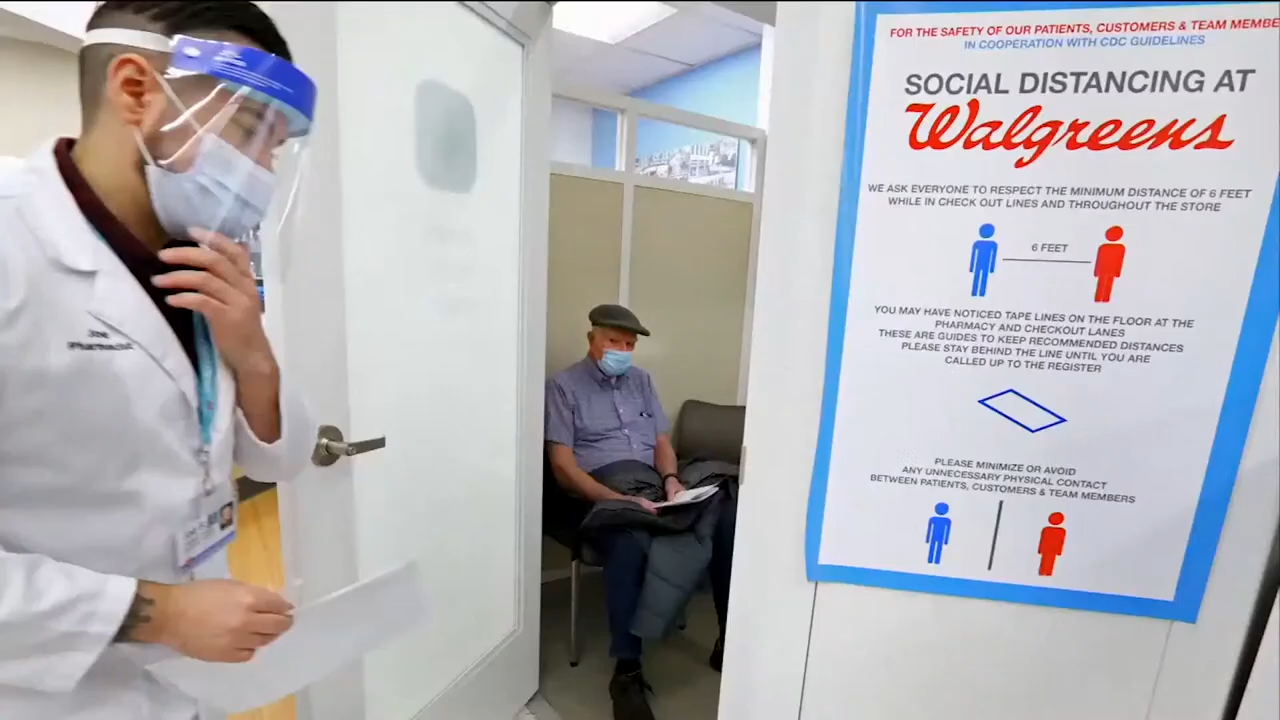 FOR THE SAFETY OF OUR PATIENTS, CUSTOMERS & TEAM MEMBE
IN COOPERATION WITH CDC GUIDELINES
SOCIAL DISTANCING AT
Walgreens
WE ASK EVERYONE TO RESPECT THE MINIMUM DISTANCE OF 6 FEET
WHILE IN CHECK OUT LINES AND THROUGHOUT THE STORE
6 FEET
YOU MAY HAVE NOTICED TAPE LINES ON THE FLOOR AT THE
PHARMACY AND CHECKOUT LANES
THESE ARE GUIDES TO KEEP RECOMMENDED DISTANCES
PLEASE STAY BEHIND THE LINE UNTIL YOU ARE
CALLED UP TO THE REGISTER
PLEASE MINIMIZE OR AVOID
ANY UNNECESSARY PHYSICAL CONTACT
BETWEEN PATIENTS, CUSTOMERS & TEAM MEMBERS
Joe
Pharmacist